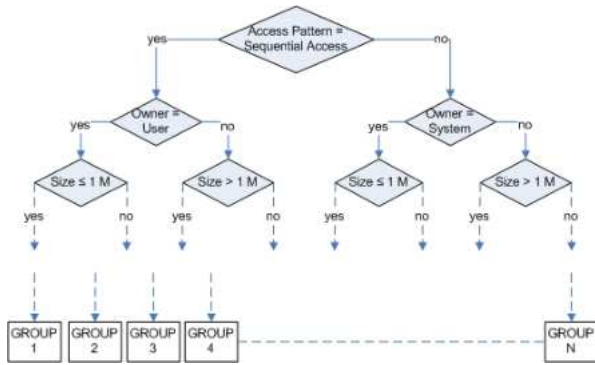 Access Pattern =
Sequential Access
yes
no
Owner =
User
Owner =
System
yes
no
yes
no
Size ≤ 1 M
Size > 1 M
Size ≤ 1 M
Size > 1 M
yes
no
yes
no
yes
no
yes
no
GROUP
1
GROUP
2
GROUP
3
GROUP
4
GROUP
N